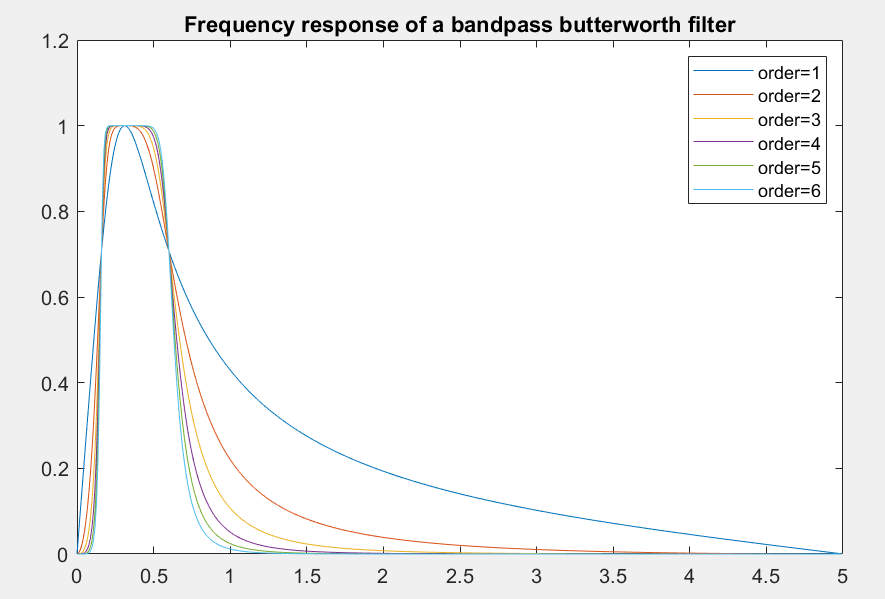 Frequency response of a bandpass butterworth filter
1.2
1
0.8
0.6
0.4
0.2
0
order=1
order=2
order=3
order=4
order=5
order=6
0 0.5 1 1.5 2 2.5 3 3.5 4 4.5 5